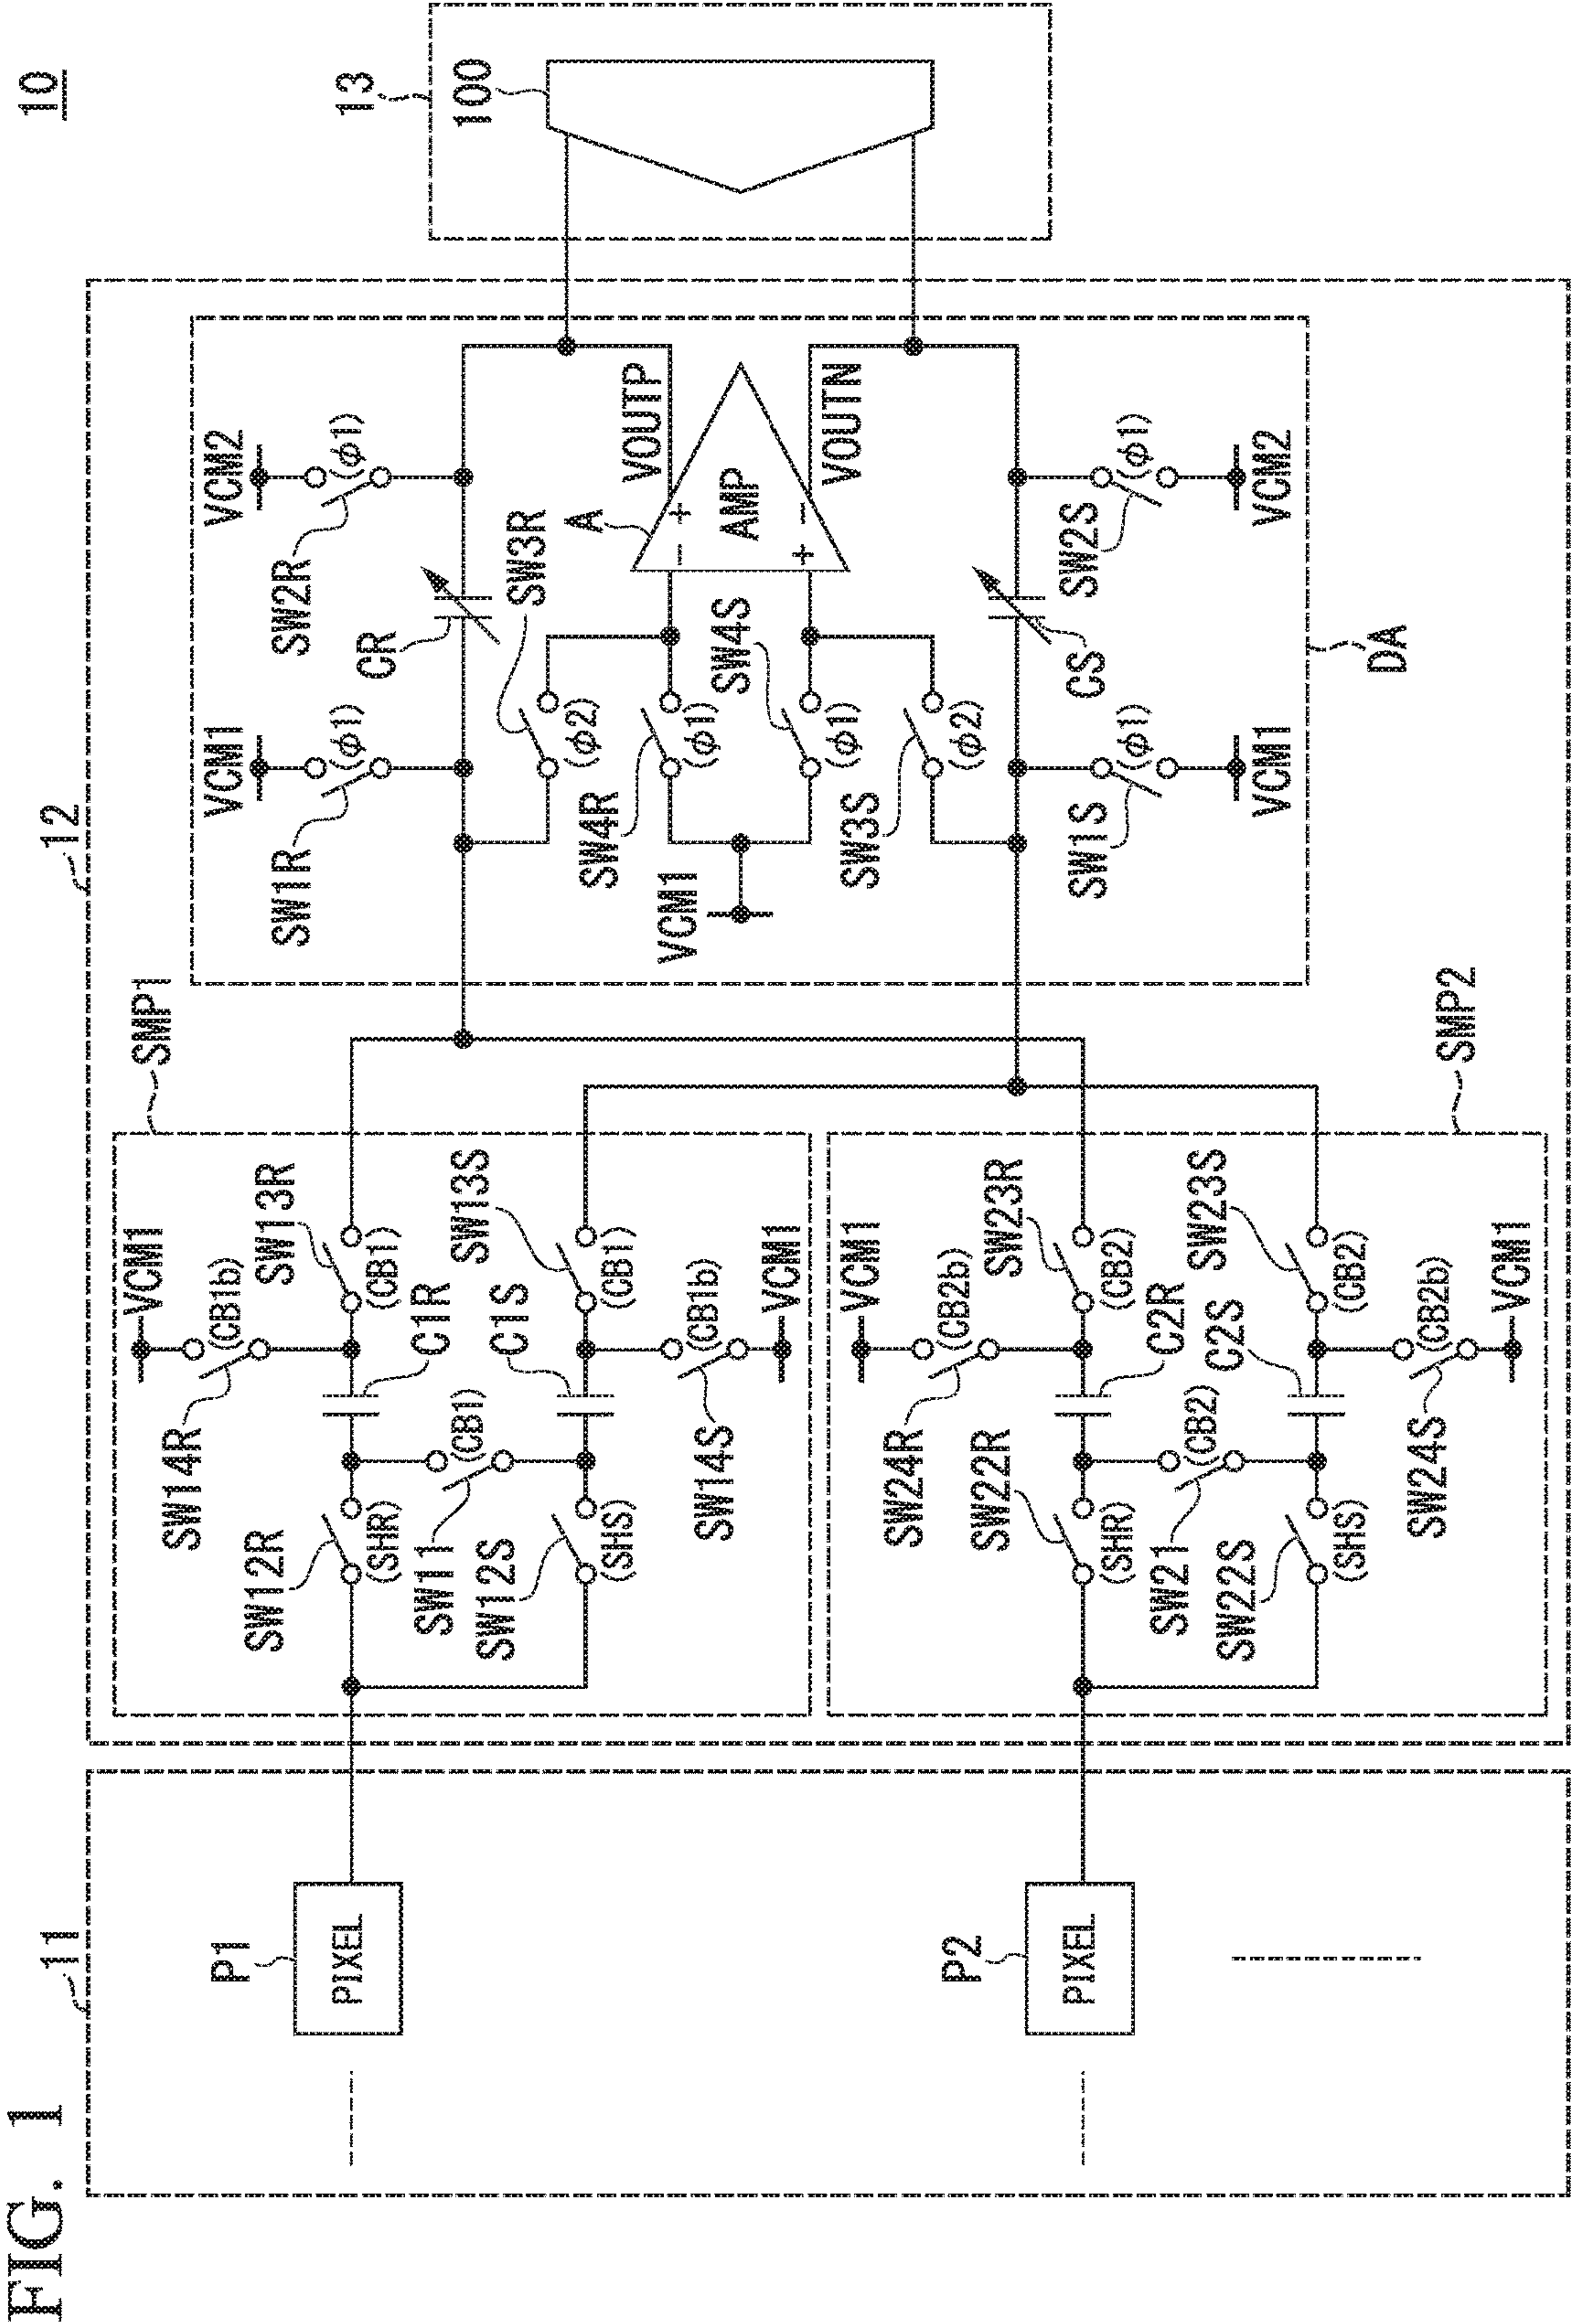 FIG. 1
10
11
P1
PIXEL
P2
PIXEL
12
SMP1
VCM1
SW14R
(CB1b)
SW13R
(CB1)
SW12R
(SHR)
C1R
SW11
(CB1)
C1S
SW13S
(CB1)
SW12S
(SHS)
SW14S
(CB1b)
VCM1
SMP2
VCM1
SW24R
(CB2b)
SW23R
(CB2)
SW22R
(SHR)
C2R
SW21
(CB2)
C2S
SW23S
(CB2)
SW22S
(SHS)
SW24S
(CB2b)
VCM1
VCM1
SW1R
(ϕ1)
VCM2
SW2R
(ϕ1)
CR
SW3R
(ϕ2)
SW4R
(ϕ1)
VCM1
SW4S
(ϕ1)
SW3S
(ϕ2)
A
− +
AMP
+ −
VOUTP
VOUTN
CS
SW1S
(ϕ1)
VCM1
SW2S
(ϕ1)
VCM2
DA
13
100